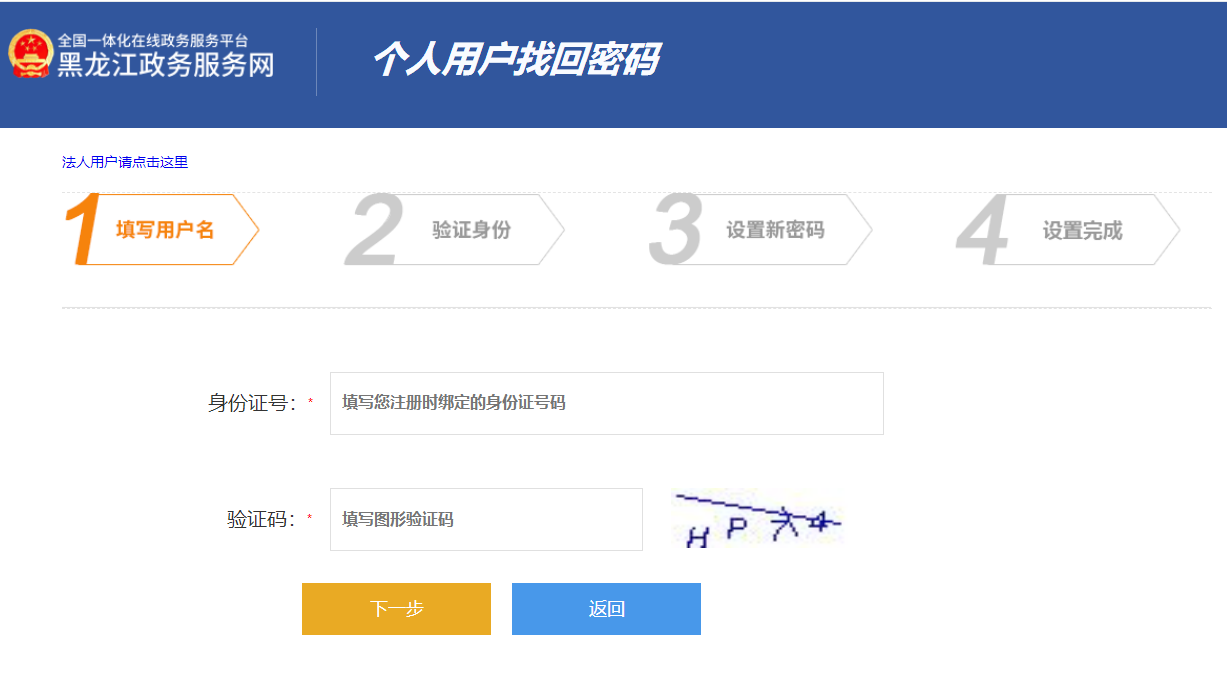 全国一体化在线政务服务平台
黑龙江政务服务网
个人用户找回密码
法人用户请点击这里
1 填写用户名
2 验证身份
3 设置新密码
4 设置完成
身份证号：*
填写您注册时绑定的身份证号码
验证码：*
填写图形验证码
下一步
返回